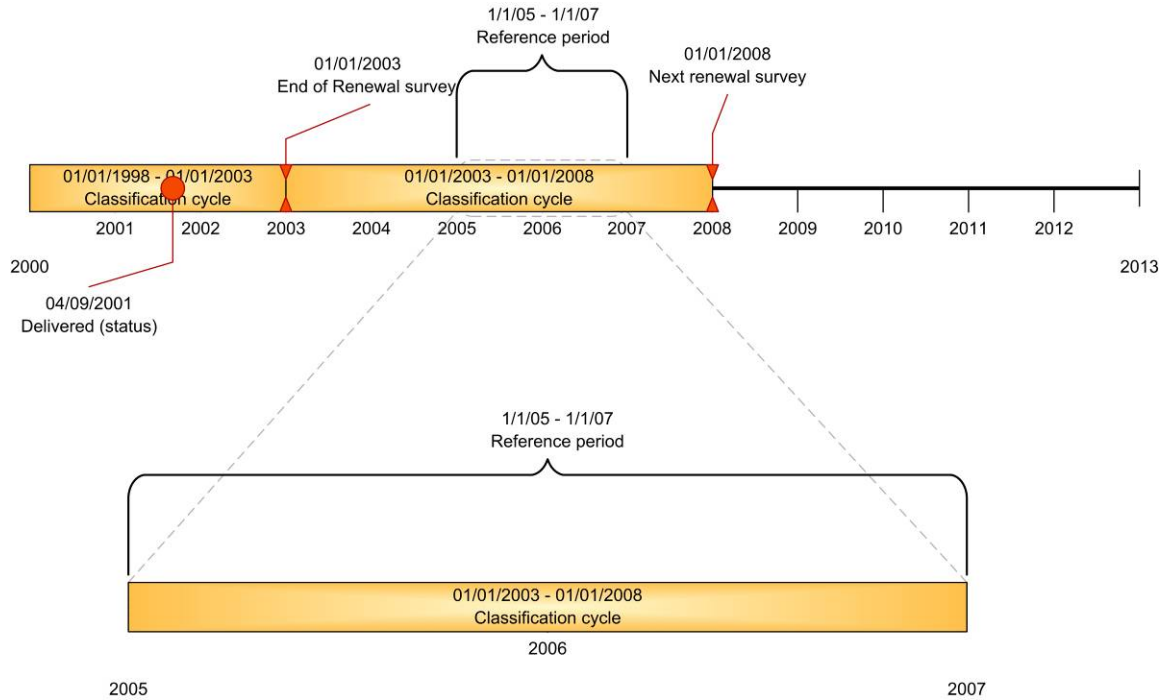 1/1/05 - 1/1/07
Reference period
01/01/2003
End of Renewal survey
01/01/2008
Next renewal survey
01/01/1998 - 01/01/2003
Classification cycle
01/01/2003 - 01/01/2008
Classification cycle
2001 2002 2003 2004 2005 2006 2007 2008 2009 2010 2011 2012
2000 2013
04/09/2001
Delivered (status)
1/1/05 - 1/1/07
Reference period
01/01/2003 - 01/01/2008
Classification cycle
2006
2005 2007